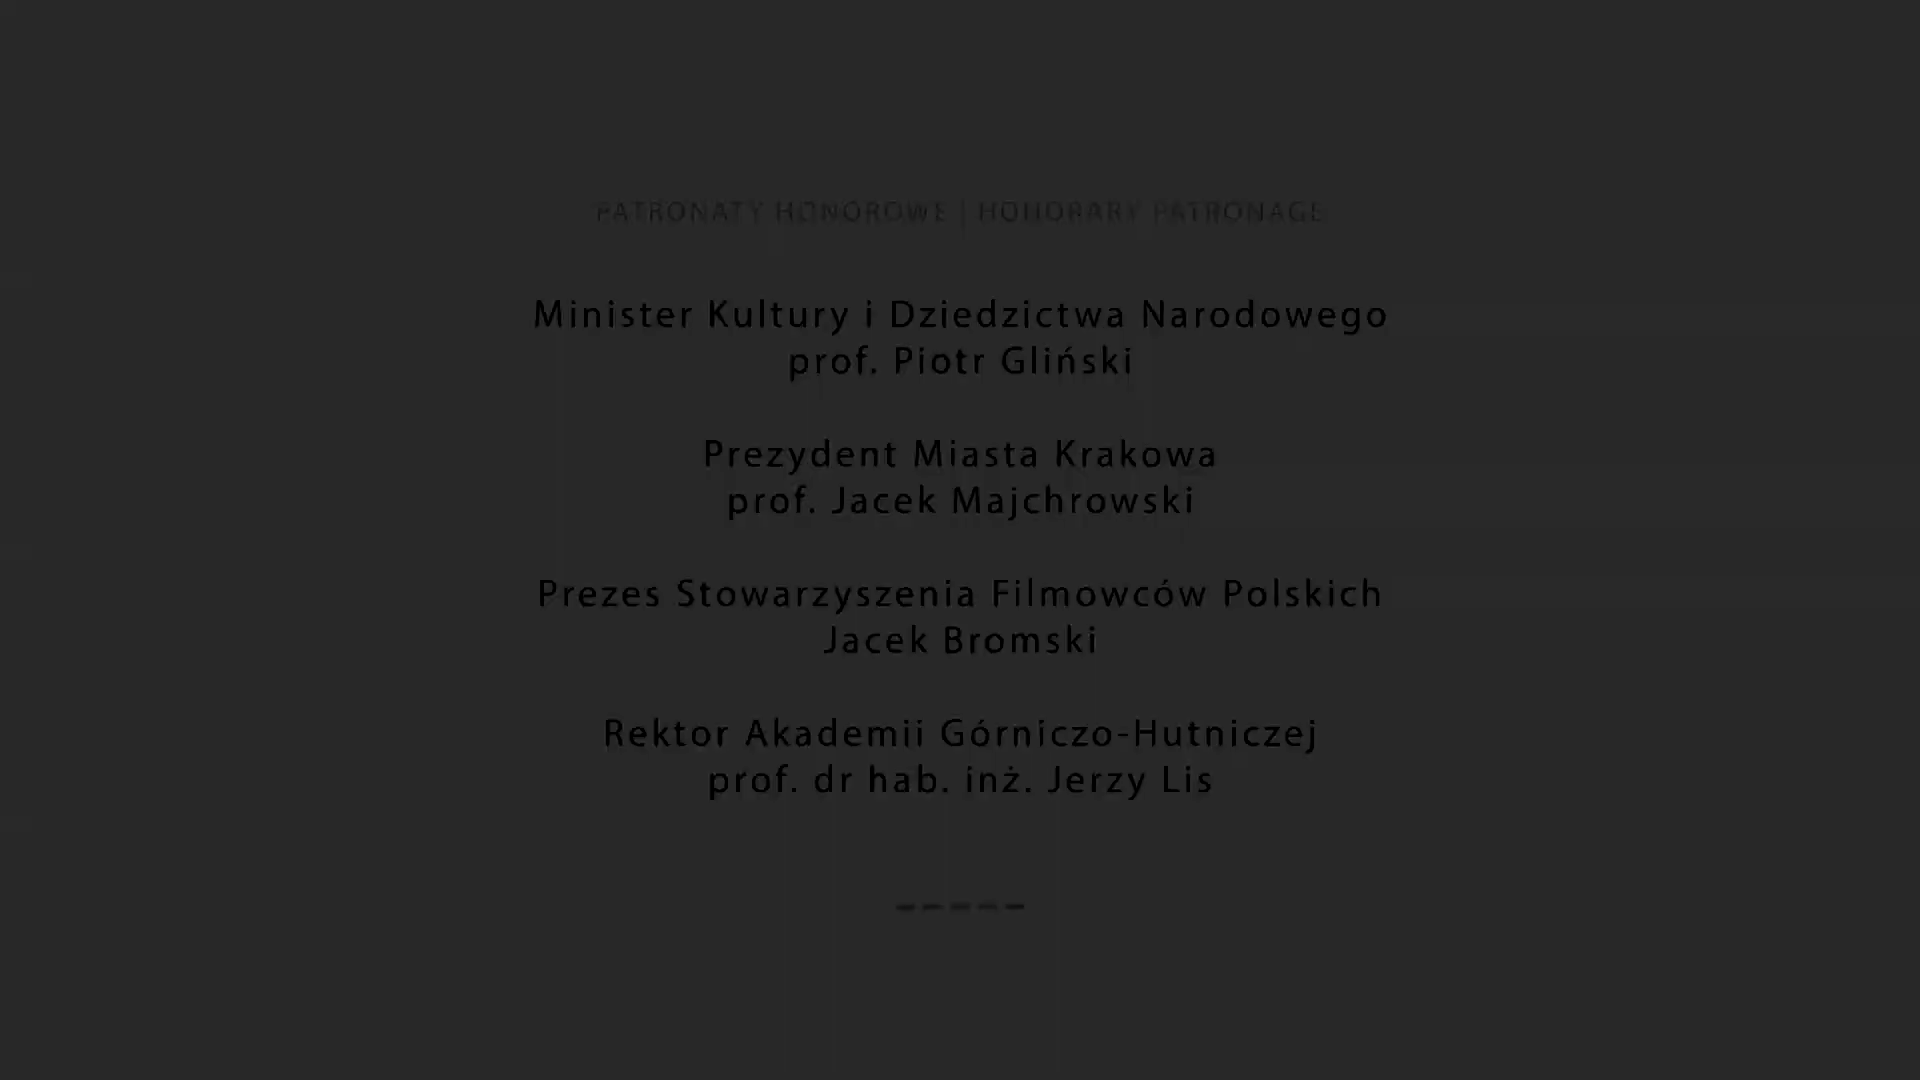 PATRONATY HONOROWE | HONORARY PATRONAGE
Minister Kultury i Dziedzictwa Narodowego
prof. Piotr Gliński
Prezydent Miasta Krakowa
prof. Jacek Majchrowski
Prezes Stowarzyszenia Filmowców Polskich
Jacek Bromski
Rektor Akademii Górniczo-Hutniczej
prof. dr hab. inż. Jerzy Lis
-----